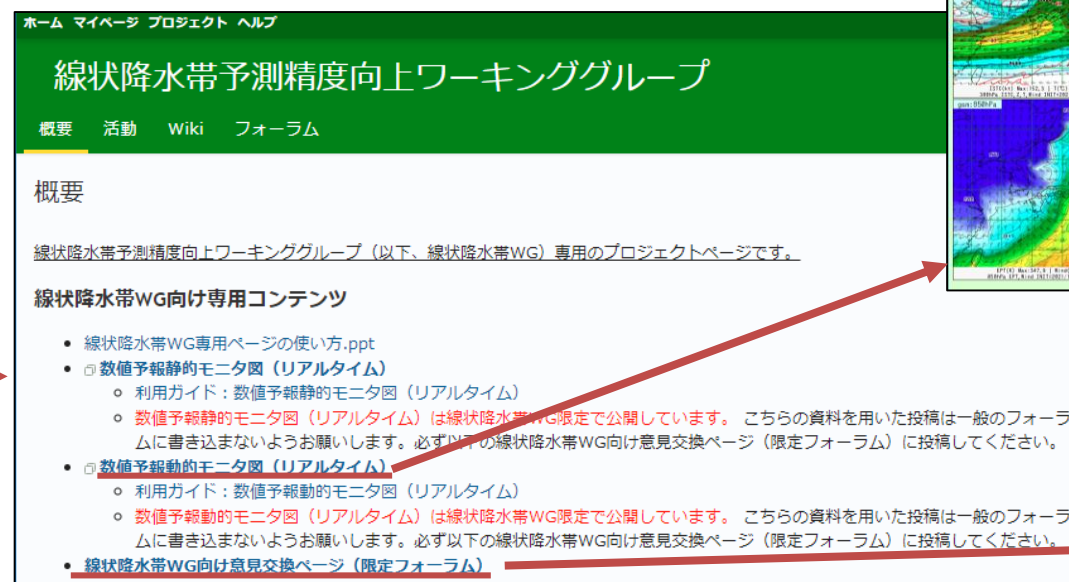 ホーム マイページ プロジェクト ヘルプ
線状降水帯予測精度向上ワーキンググループ
概要 活動 Wiki フォーラム
概要
線状降水帯予測精度向上ワーキンググループ（以下、線状降水帯WG）専用のプロジェクトページです。
線状降水帯WG向け専用コンテンツ
線状降水帯WG専用ページの使い方.ppt
数値予報静的モニタ図（リアルタイム）
利用ガイド：数値予報静的モニタ図（リアルタイム）
数値予報静的モニタ図（リアルタイム）は線状降水帯WG限定で公開しています。 こちらの資料を用いた投稿は一般のフォーラ
ムに書き込まないようお願いします。必ず以下の線状降水帯WG向け意見交換ページ（限定フォーラム）に投稿してください。
数値予報動的モニタ図（リアルタイム）
利用ガイド：数値予報動的モニタ図（リアルタイム）
数値予報動的モニタ図（リアルタイム）は線状降水帯WG限定で公開しています。 こちらの資料を用いた投稿は一般のフォーラ
ムに書き込まないようお願いします。必ず以下の線状降水帯WG向け意見交換ページ（限定フォーラム）に投稿してください。
線状降水帯WG向け意見交換ページ（限定フォーラム）